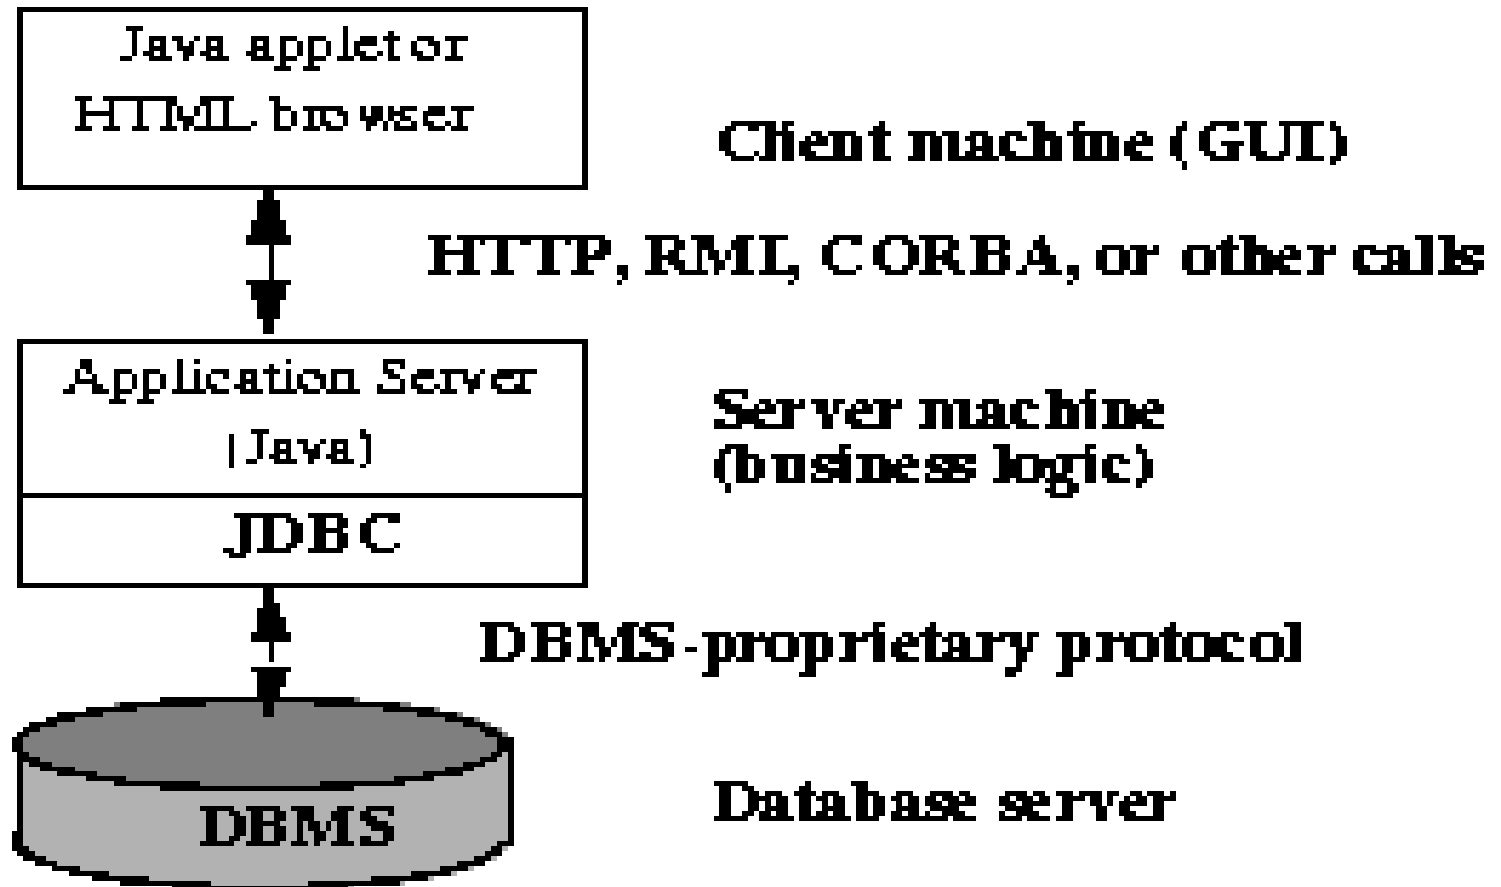 Java applet or
HTML browser
Client machine (GUI)
HTTP, RMI, CORBA, or other calls
Application Server
(Java)
Server machine
(business logic)
JDBC
DBMS-proprietary protocol
DBMS
Database server